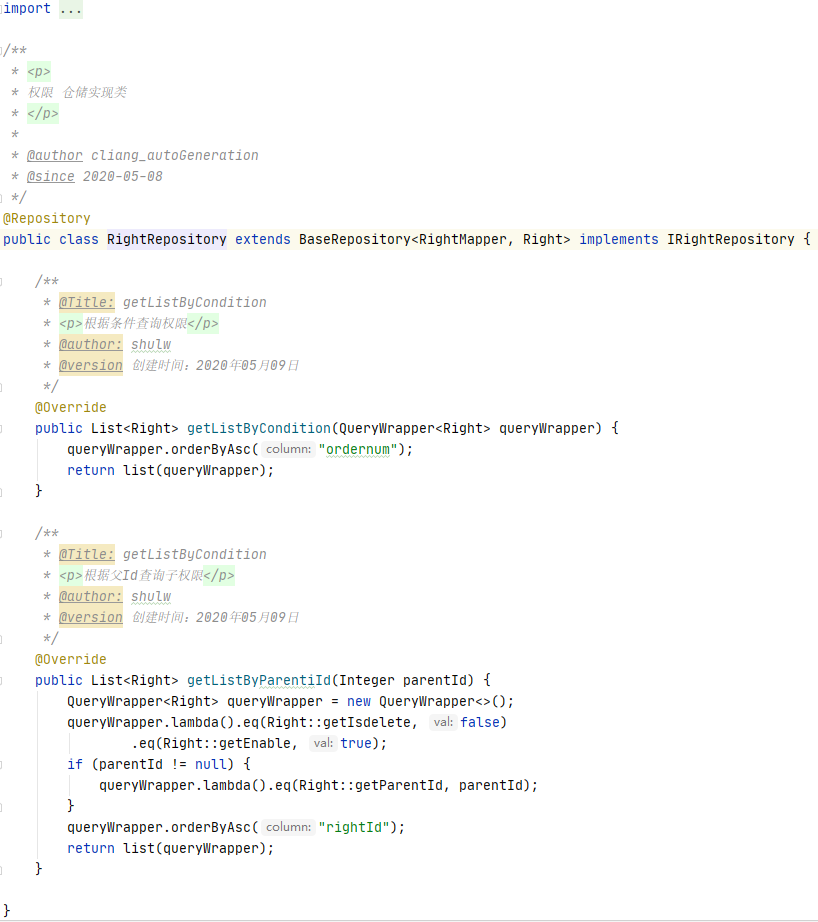 import ...
/**
 * <p>
 * 权限 仓储实现类
 * </p>
 *
 * @author cliang_autoGeneration
 * @since 2020-05-08
 */
@Repository
public class RightRepository extends BaseRepository<RightMapper, Right> implements IRightRepository {
    /**
     * @Title: getListByCondition
     * <p>根据条件查询权限</p>
     * @author: shulw
     * @version 创建时间：2020年05月09日
     */
    @Override
    public List<Right> getListByCondition(QueryWrapper<Right> queryWrapper) {
        queryWrapper.orderByAsc( column: "ordernum");
        return list(queryWrapper);
    }
    /**
     * @Title: getListByCondition
     * <p>根据父Id查询子权限</p>
     * @author: shulw
     * @version 创建时间：2020年05月09日
     */
    @Override
    public List<Right> getListByParentiId(Integer parentId) {
        QueryWrapper<Right> queryWrapper = new QueryWrapper<>();
        queryWrapper.lambda().eq(Right::getIsdelete, val: false)
                .eq(Right::getEnable, val: true);
        if (parentId != null) {
            queryWrapper.lambda().eq(Right::getParentId, parentId);
        }
        queryWrapper.orderByAsc( column: "rightId");
        return list(queryWrapper);
    }
}